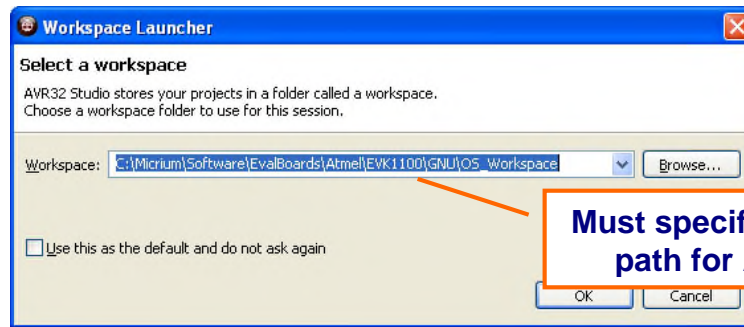 Workspace Launcher
Select a workspace
AVR32 Studio stores your projects in a folder called a workspace.
Choose a workspace folder to use for this session.
Workspace: C:\Micrium\Software\EvalBoards\Atmel\EVK1100\GNU\OS_Workspace Browse...
Must specif
path for
Use this as the default and do not ask again
OK Cancel